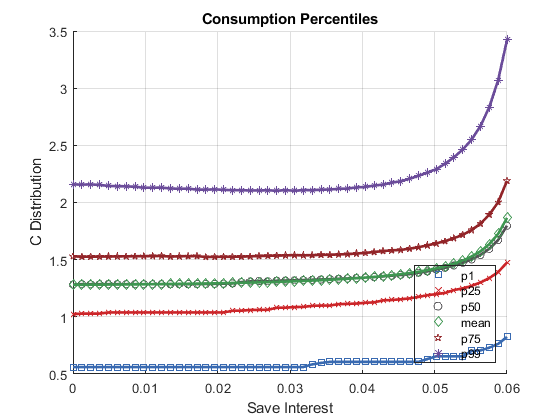 Consumption Percentiles
3.5
3
2.5
2
1.5
1
0.5
C Distribution
p1
p25
p50
mean
p75
p99
0 0.01 0.02 0.03 0.04 0.05 0.06
Save Interest